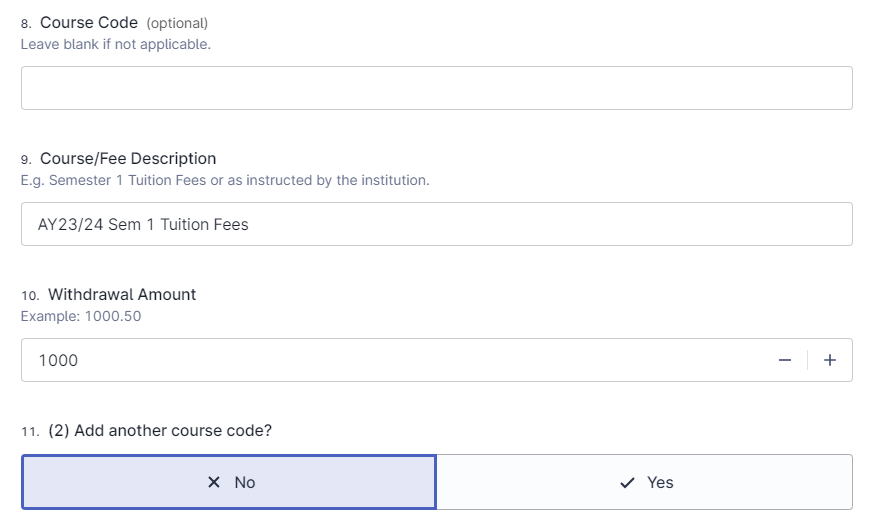 8. Course Code (optional)
Leave blank if not applicable.
9. Course/Fee Description
E.g. Semester 1 Tuition Fees or as instructed by the institution.
AY23/24 Sem 1 Tuition Fees
10. Withdrawal Amount
Example: 1000.50
1000
11. (2) Add another course code?
No
Yes